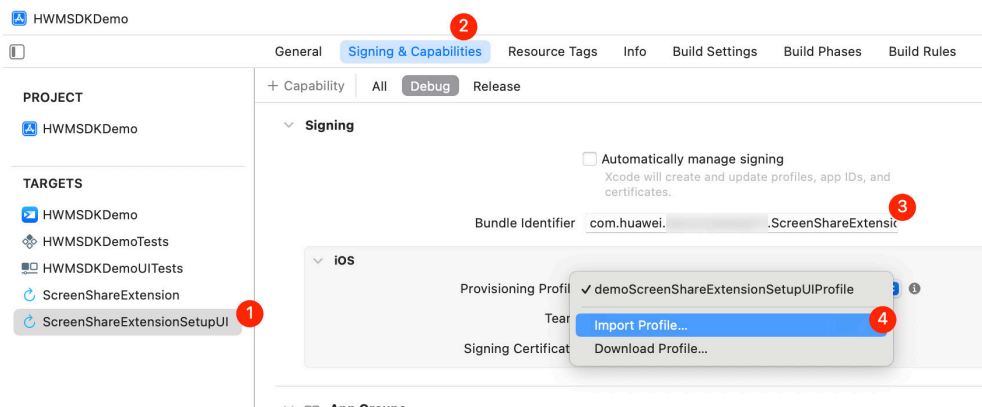 HWMSDKDemo
2
General Signing & Capabilities Resource Tags Info Build Settings Build Phases Build Rules
+ Capability All Debug Release
PROJECT
HWMSDKDemo
TARGETS
HWMSDKDemo
HWMSDKDemoTests
HWMSDKDemoUITests
ScreenShareExtension
ScreenShareExtensionSetupUI
1
Signing
Automatically manage signing
Xcode will create and update profiles, app IDs, and
certificates.
3
Bundle Identifier com.huawei. .ScreenShareExtensic
iOS
Provisioning Profil ✓ demoScreenShareExtensionSetupUIProfile
Tear Import Profile...
4
Signing Certificat Download Profile...
App Groups